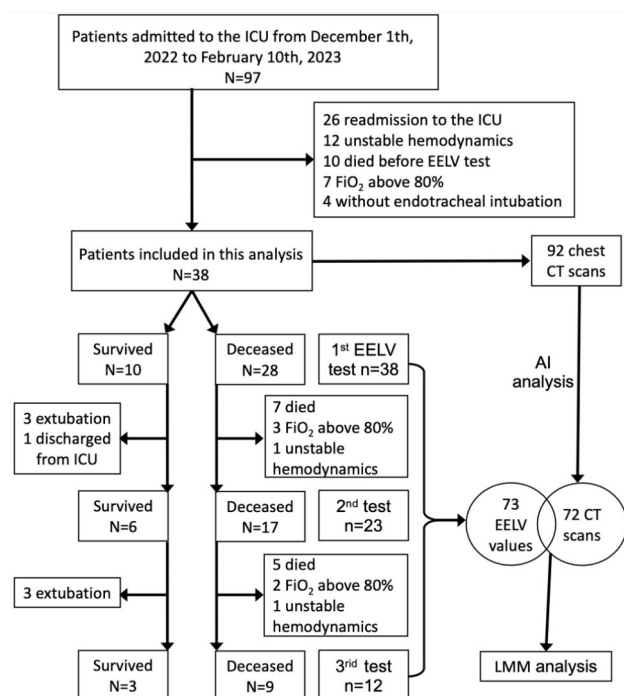 Patients admitted to the ICU from December 1th,
2022 to February 10th, 2023
N=97
26 readmission to the ICU
12 unstable hemodynamics
10 died before EELV test
7 FiO2 above 80%
4 without endotracheal intubation
Patients included in this analysis
N=38
92 chest
CT scans
Survived
N=10
Deceased
N=28
1st EELV
test n=38
AI
analysis
3 extubation
1 discharged
from ICU
7 died
3 FiO2 above 80%
1 unstable
hemodynamics
Survived
N=6
Deceased
N=17
2nd test
n=23
73
EELV
values
72 CT
scans
3 extubation
5 died
2 FiO2 above 80%
1 unstable
hemodynamics
Survived
N=3
Deceased
N=9
3rid test
n=12
LMM analysis